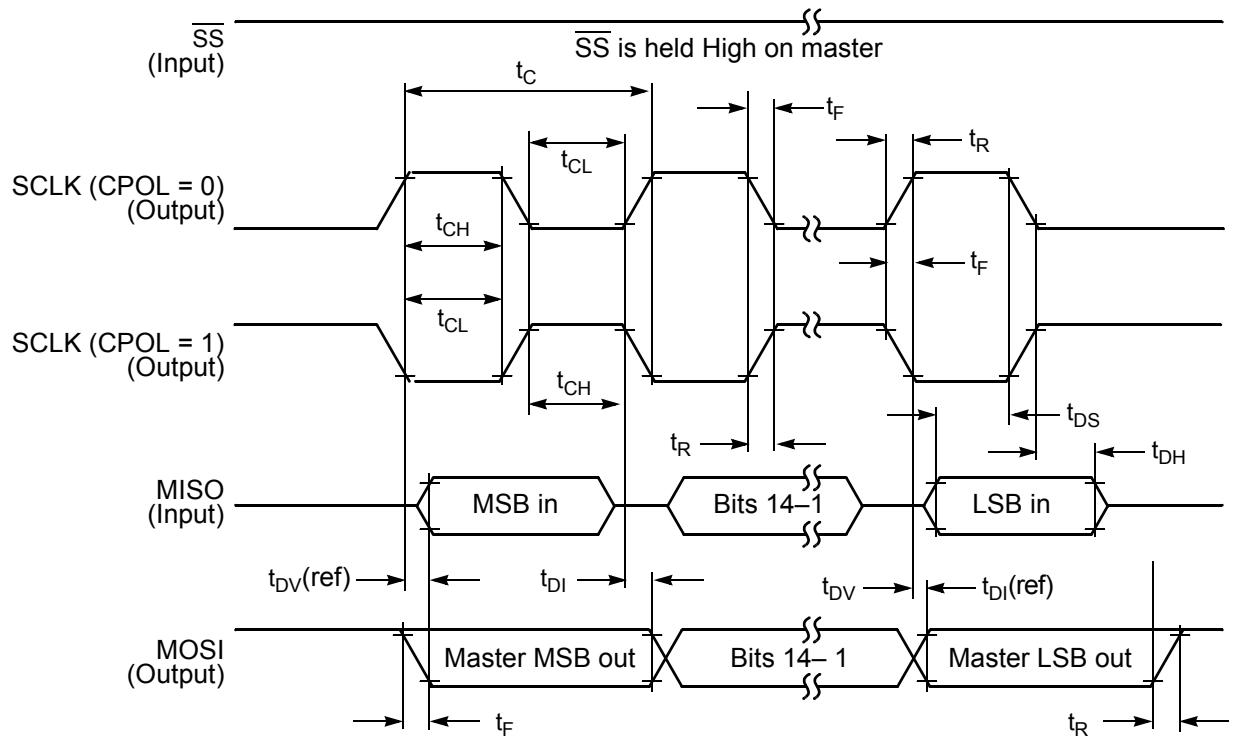 SS
(Input)
SS is held High on master
tC
tF
tR
tCL
SCLK (CPOL = 0)
(Output)
tCH
tF
tCL
SCLK (CPOL = 1)
(Output)
tCH
tDS
tR
tDH
MISO
(Input)
MSB in
Bits 14–1
LSB in
tDV(ref)
tDI
tDV
tDI(ref)
MOSI
(Output)
Master MSB out
Bits 14– 1
Master LSB out
tF
tR